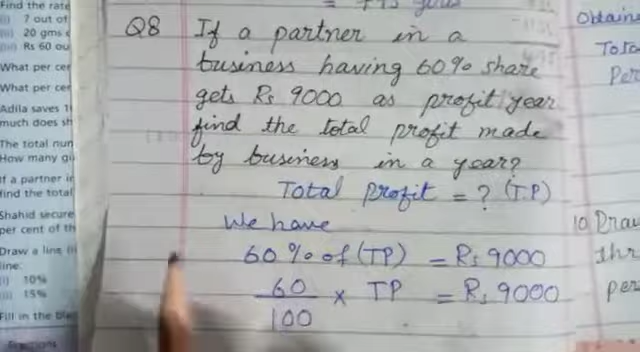 Find the rate
7 out of
20 gms
Rs 60 ou
What per cer
What per cer
Adila saves 1
much does sh
The total nun
How many
If a partner i
find the total
Shahid secure
per cent of th
Draw a line
line:
10%
15%
Fill in the
Q8 If a partner in a
business having 60% share
gets Rs 9000 as profit/year
find the total profit made
by business in a year?
Total profit = ? (T.P)
We have
60% of (TP) = Rs 9000
60/100 × TP = Rs 9000
Obtaine
Tota
Per
10 Draw
thr
per